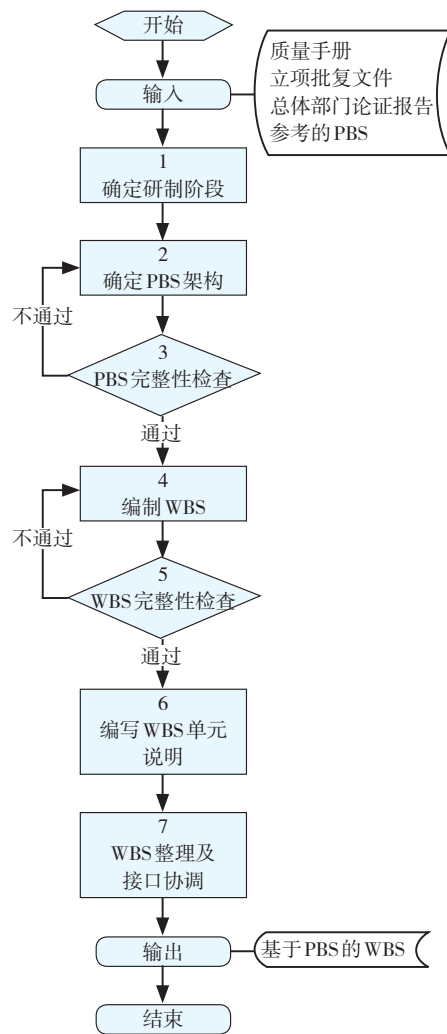 开始
输入
质量手册
立项批复文件
总体部门论证报告
参考的PBS
1
确定研制阶段
2
确定PBS架构
不通过
3
PBS完整性检查
通过
4
编制WBS
不通过
5
WBS完整性检查
通过
6
编写WBS单元
说明
7
WBS整理及
接口协调
输出
基于PBS的WBS
结束